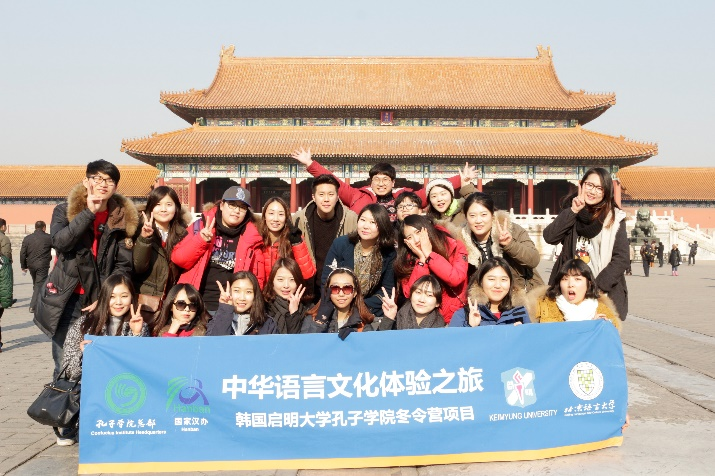 中华语言文化体验之旅
韩国启明大学孔子学院冬令营项目
孔子学院总部
Confucius Institute Headquarters
国家汉办
Hanban
KEIMYUNG UNIVERSITY
北京语言大学